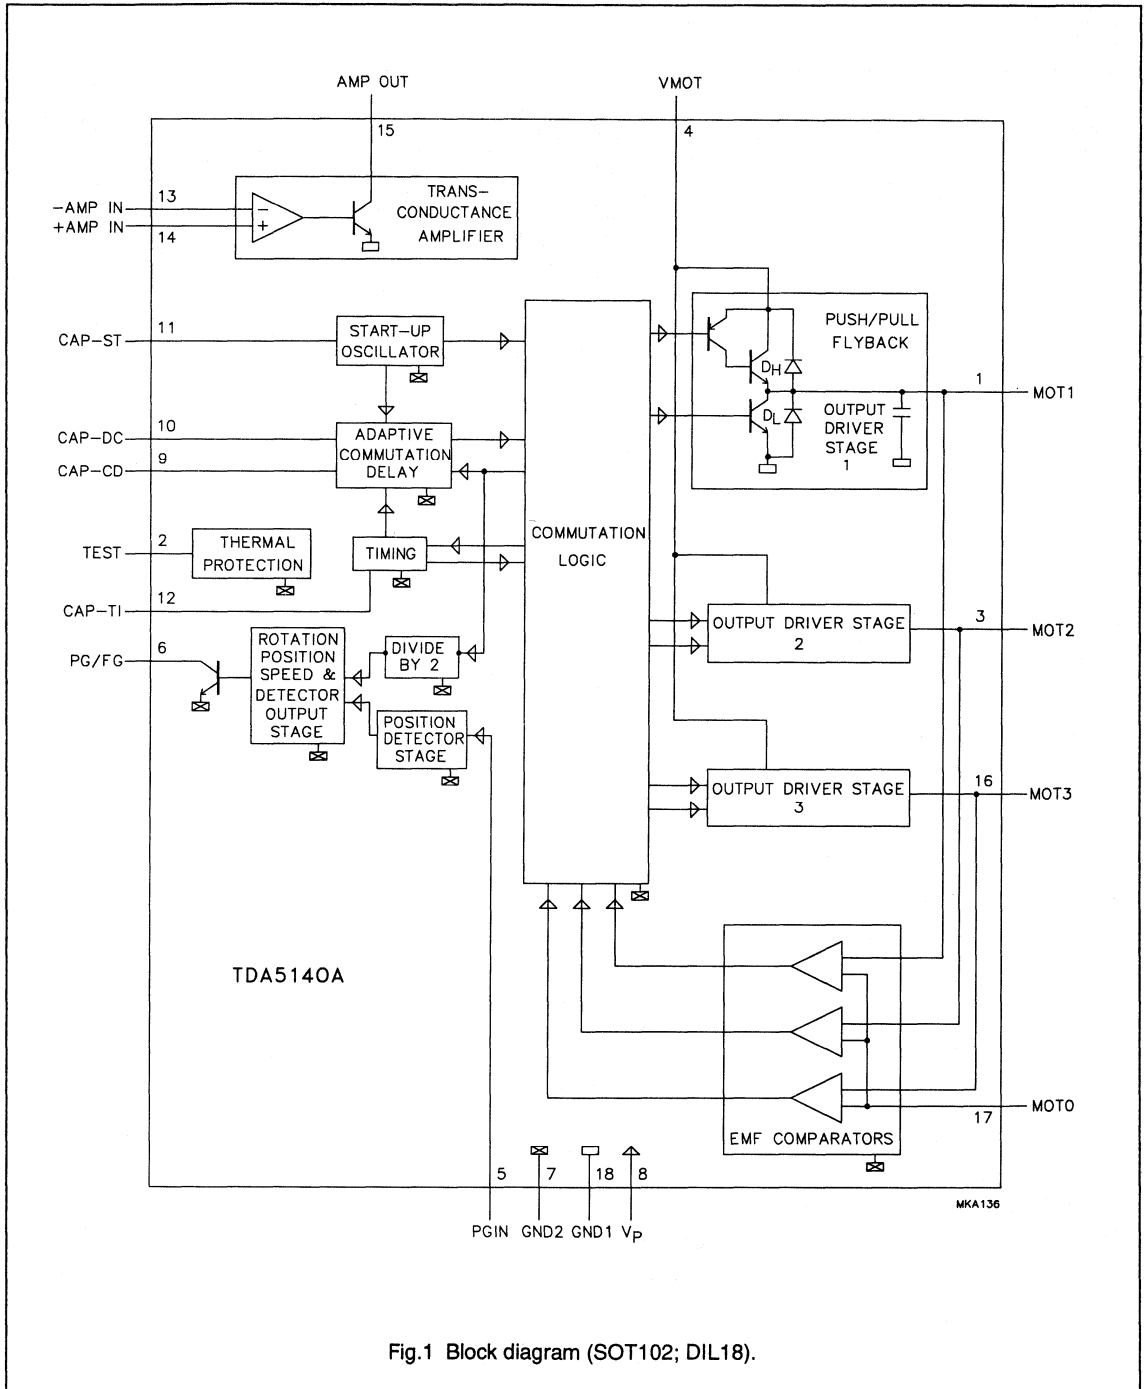 AMP OUT
VMOT
15
4
-AMP IN
13
+AMP IN
14
−
+
TRANS-
CONDUCTANCE
AMPLIFIER
CAP-ST
11
START-UP
OSCILLATOR
PUSH/PULL
FLYBACK
DH
DL
OUTPUT
DRIVER
STAGE
1
1
MOT1
CAP-DC
10
CAP-CD
9
ADAPTIVE
COMMUTATION
DELAY
COMMUTATION
LOGIC
TEST
2
THERMAL
PROTECTION
TIMING
CAP-TI
12
PG/FG
6
ROTATION
POSITION
SPEED &
DETECTOR
OUTPUT
STAGE
DIVIDE
BY 2
POSITION
DETECTOR
STAGE
OUTPUT DRIVER STAGE
2
3
MOT2
OUTPUT DRIVER STAGE
3
16
MOT3
TDA5140A
EMF COMPARATORS
17
MOT0
5
7
18
8
PGIN
GND2
GND1
VP
MKA136
Fig.1 Block diagram (SOT102; DIL18).